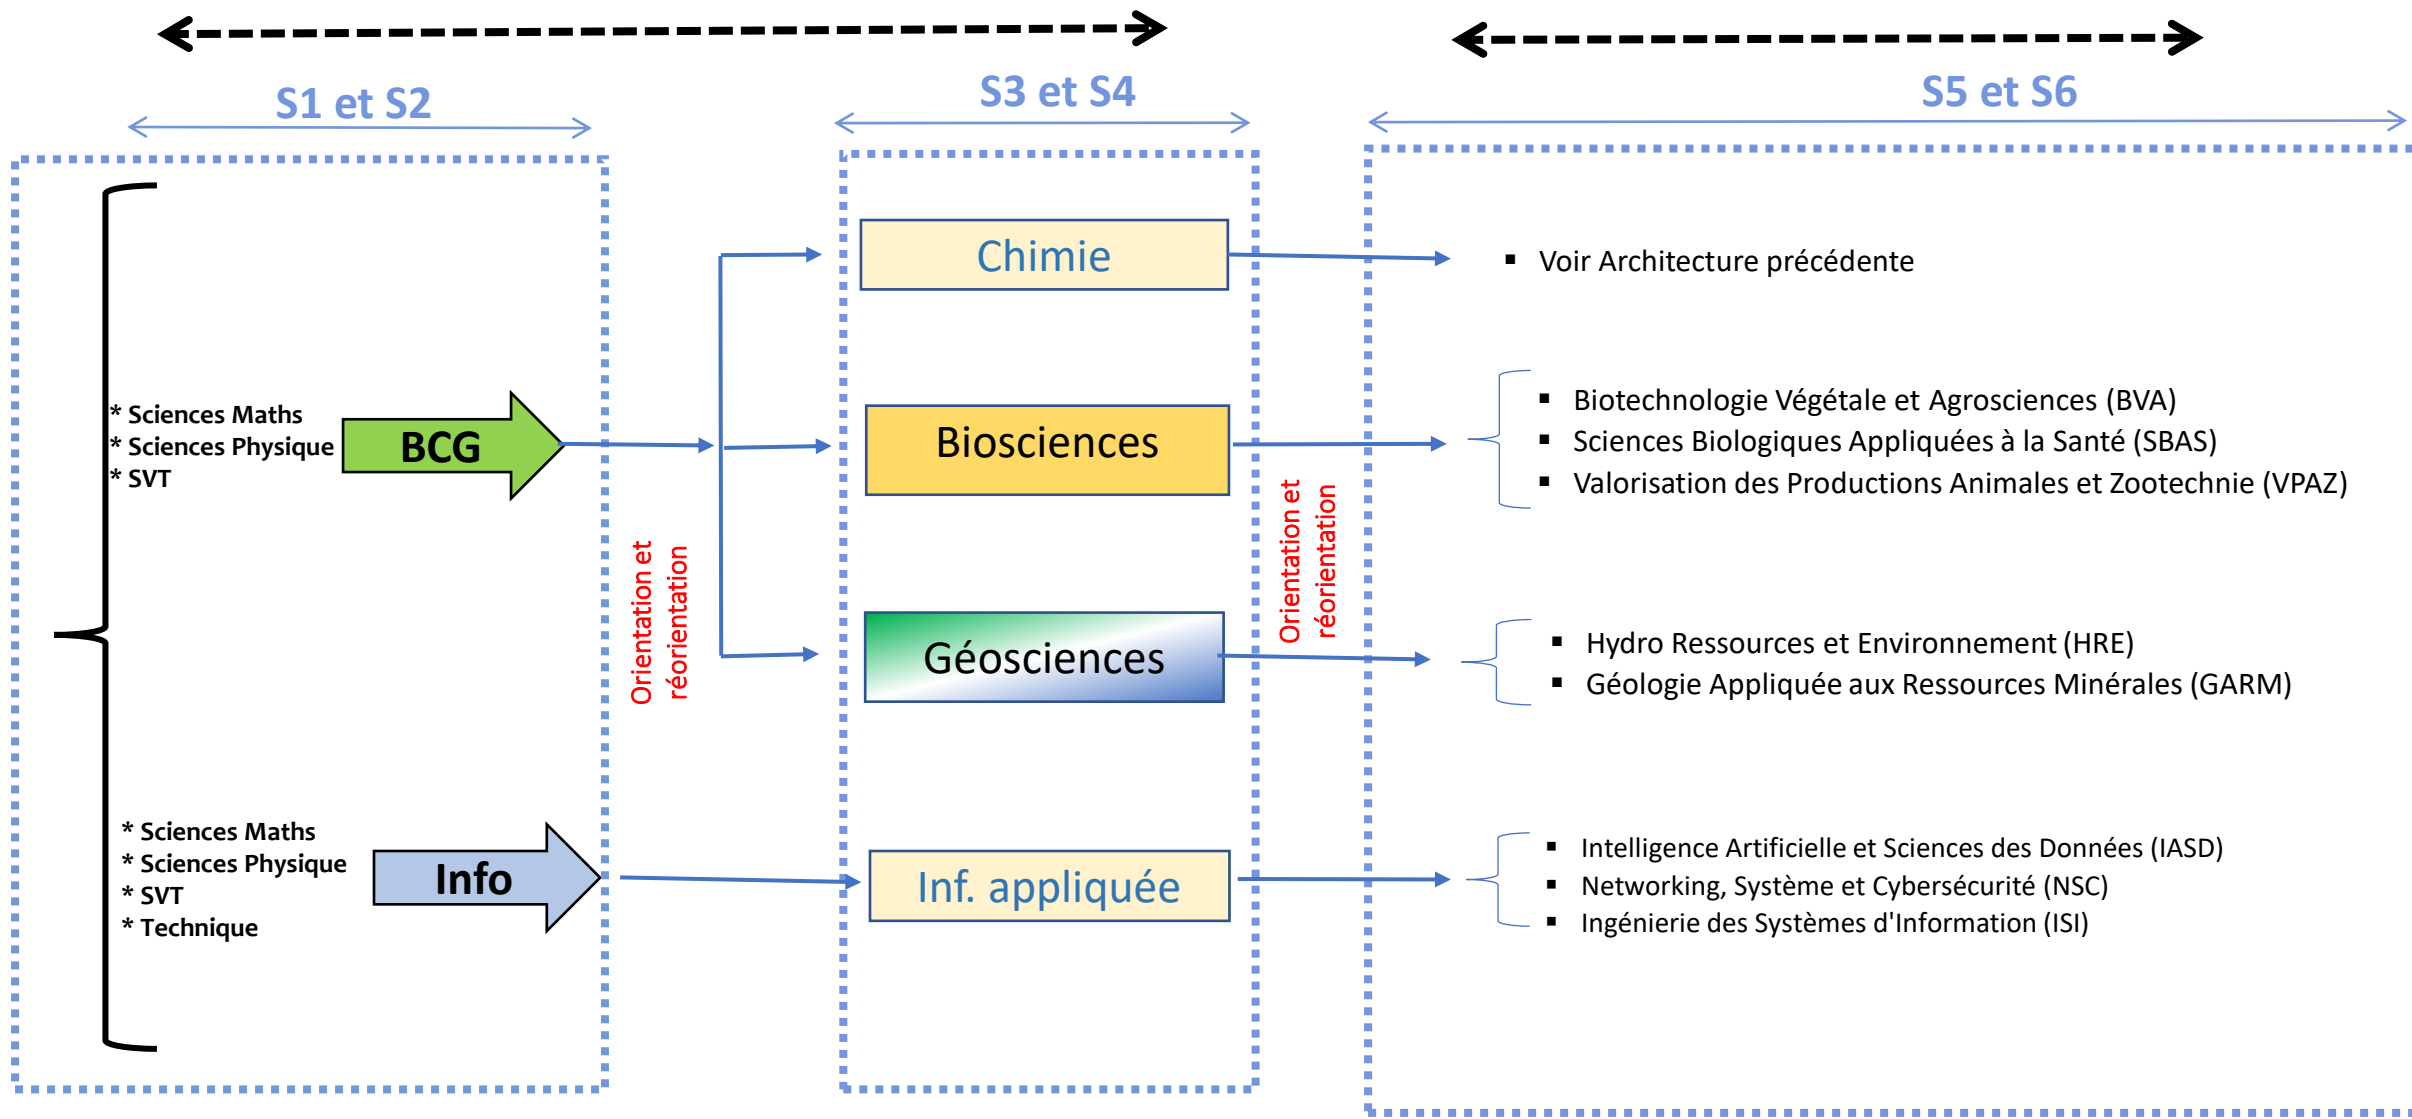 S1 et S2
S3 et S4
S5 et S6
* Sciences Maths
* Sciences Physique
* SVT
BCG
Orientation et
réorientation
Chimie
Biosciences
Géosciences
Orientation et
réorientation
▪ Voir Architecture précédente
▪ Biotechnologie Végétale et Agrosciences (BVA)
▪ Sciences Biologiques Appliquées à la Santé (SBAS)
▪ Valorisation des Productions Animales et Zootechnie (VPAZ)
▪ Hydro Ressources et Environnement (HRE)
▪ Géologie Appliquée aux Ressources Minérales (GARM)
* Sciences Maths
* Sciences Physique
* SVT
* Technique
Info
Inf. appliquée
▪ Intelligence Artificielle et Sciences des Données (IASD)
▪ Networking, Système et Cybersécurité (NSC)
▪ Ingénierie des Systèmes d'Information (ISI)